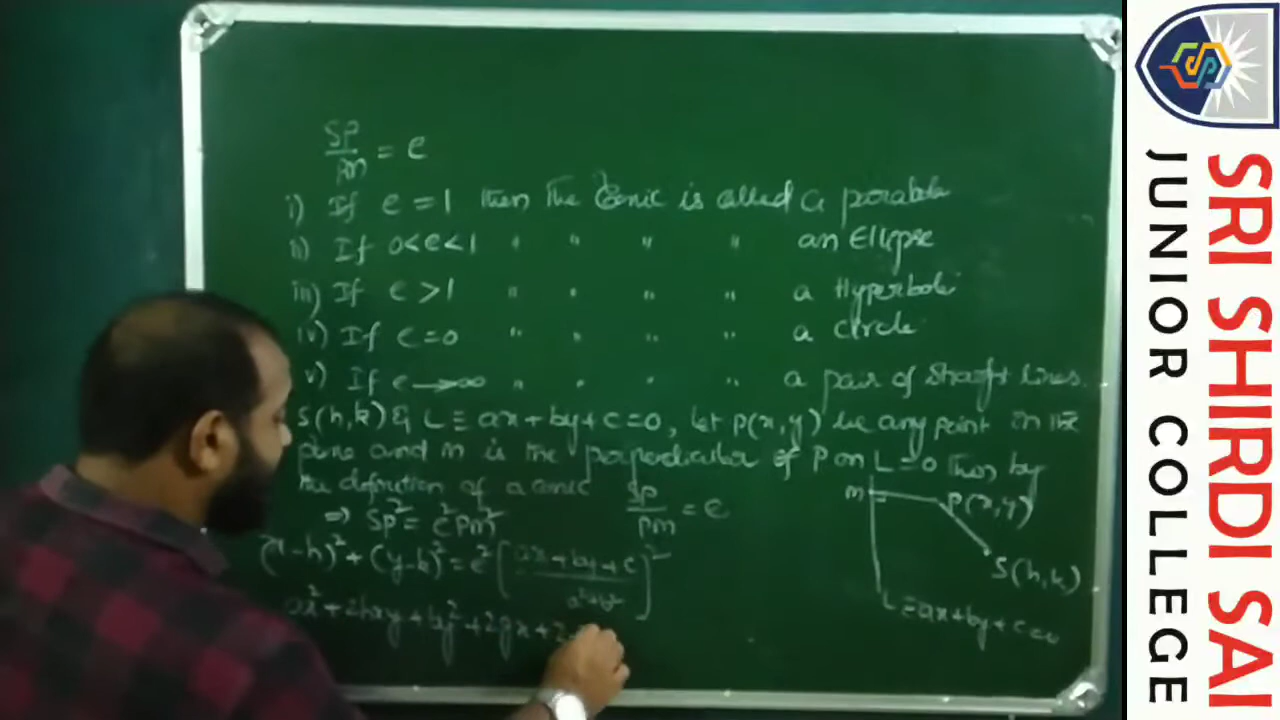 SP/PM = e
i) If e = 1 then the Conic is called a parabola
ii) If 0<e<1 " " " " an Ellipse
iii) If e >1 " " " " a Hyperbola
iv) If e =0 " " " " a circle
v) If e →∞ " " " " a pair of straight lines.
S(h,k) & L ≡ ax+by+c=0, let P(x,y) be any point in the
plane and M is the perpendicular of P on L=0 then by
the definition of a conic SP/PM = e
⇒ SP² = e²PM²
(x-h)² + (y-k)² = e² [ax+by+c / a²+b²]²
ax²+2hxy+by²+2gx+2
M
P(x,y)
S(h,k)
L ≡ ax+by+c=0
SRI SHIRDI SAI
JUNIOR COLLEGE